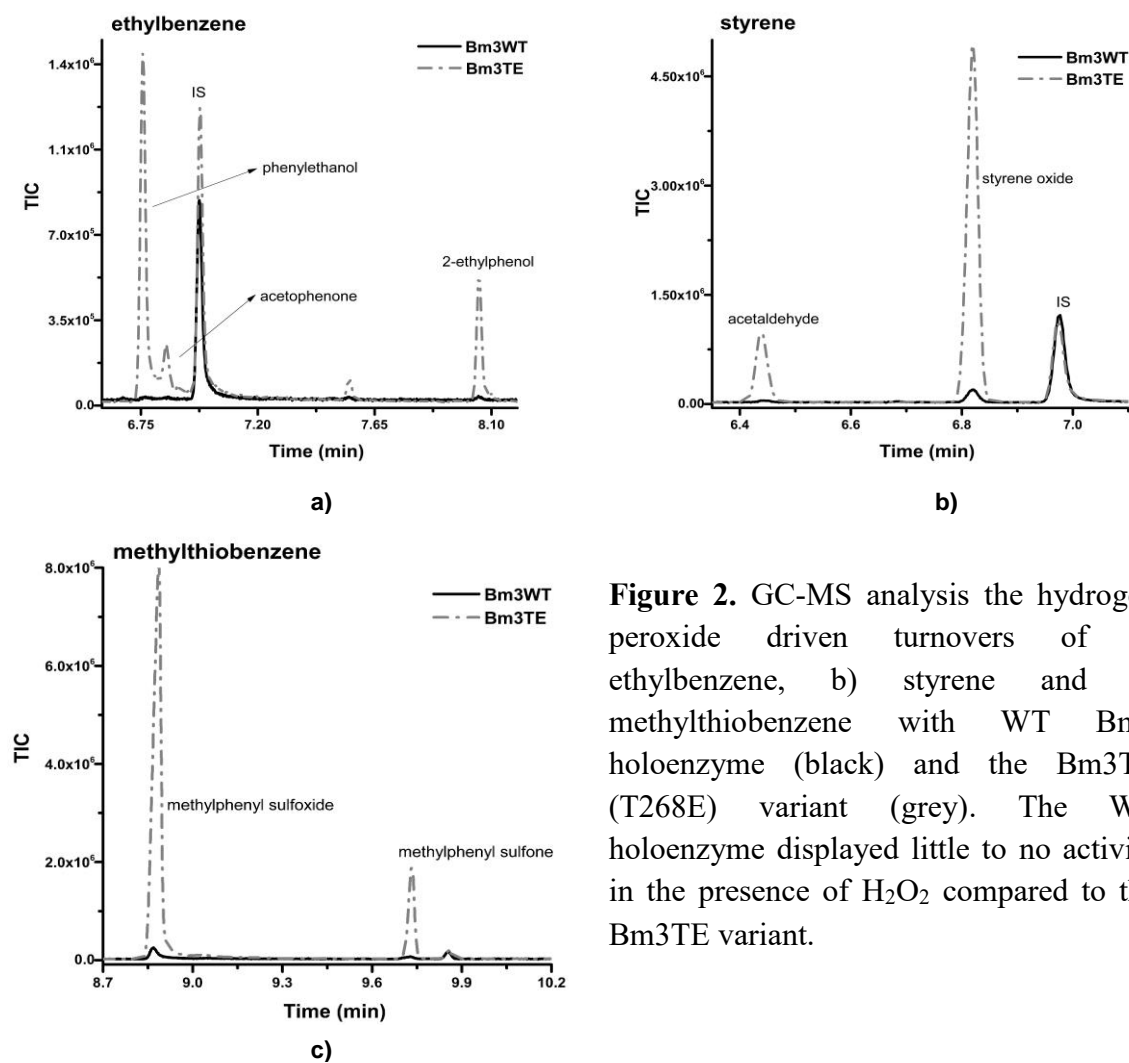 ethylbenzene
Bm3WT
Bm3TE
1.4x10⁶
1.1x10⁶
7.0x10⁵
3.5x10⁵
0.0
TIC
IS
phenylethanol
acetophenone
2-ethylphenol
6.75 7.20 7.65 8.10
Time (min)
a)
styrene
Bm3WT
Bm3TE
4.50x10⁶
3.00x10⁶
1.50x10⁶
0.00
TIC
styrene oxide
acetaldehyde
IS
6.4 6.6 6.8 7.0
Time (min)
b)
methylthiobenzene
Bm3WT
Bm3TE
8.0x10⁶
6.0x10⁶
4.0x10⁶
2.0x10⁶
0.0
TIC
methylphenyl sulfoxide
methylphenyl sulfone
8.7 9.0 9.3 9.6 9.9 10.2
Time (min)
c)
Figure 2. GC-MS analysis the hydroge
peroxide driven turnovers of
ethylbenzene, b) styrene and
methylthiobenzene with WT Bm
holoenzyme (black) and the Bm3T
(T268E) variant (grey). The W
holoenzyme displayed little to no activi
in the presence of H₂O₂ compared to th
Bm3TE variant.